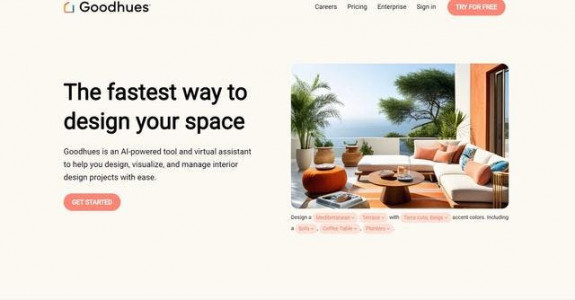 Goodhues
Careers Pricing Enterprise Sign in TRY FOR FREE
The fastest way to
design your space
Goodhues is an AI-powered tool and virtual assistant
to help you design, visualize, and manage interior
design projects with ease.
GET STARTED
Design a Mediterranean Terrace with Terracotta, Beige accent colors. Including
a Sofa, Coffee Table, Planters.